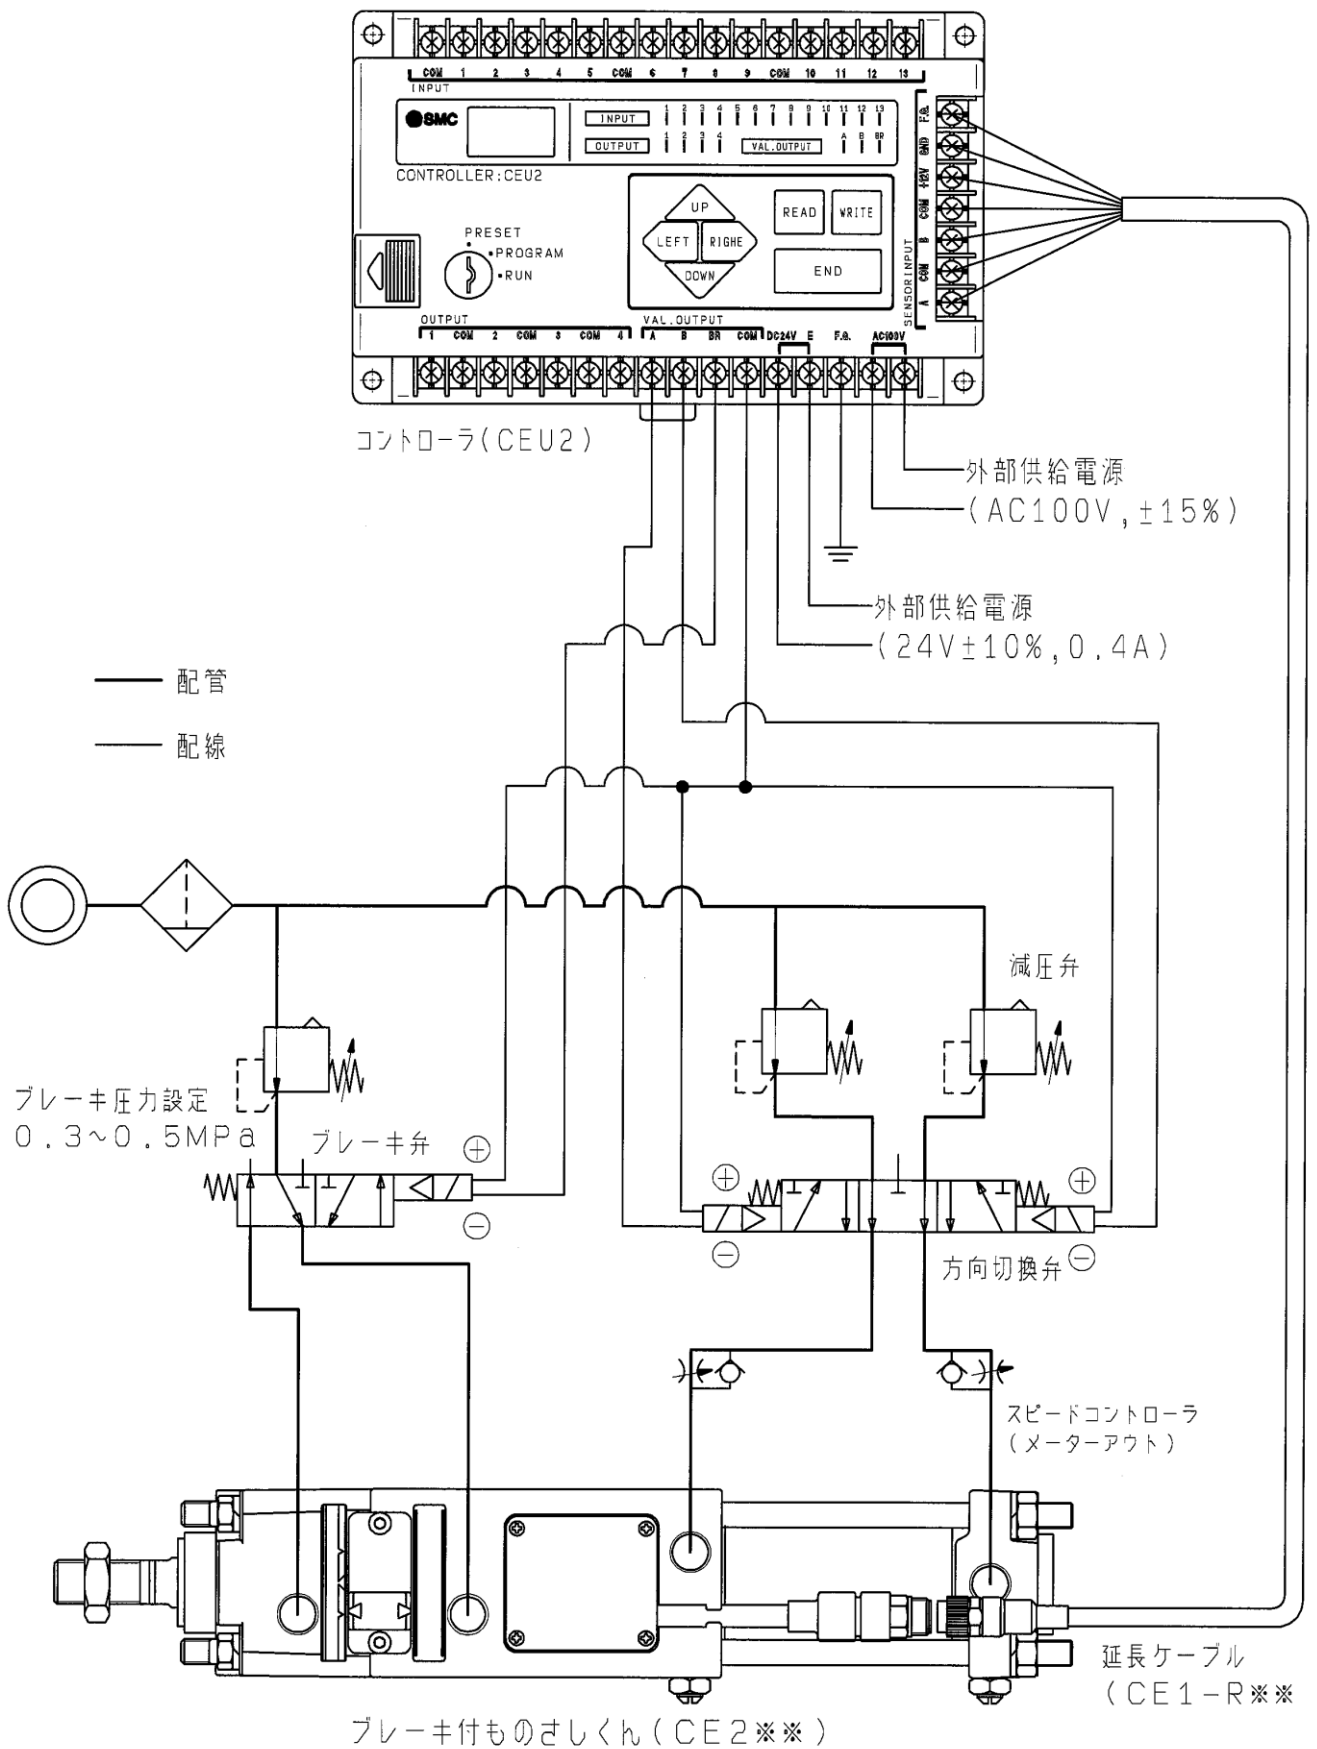 COM 1 2 3 4 5 COM 6 7 8 9 COM 10 11 12 13
INPUT
SMC
INPUT
1 2 3 4 5 6 7 8 9 10 11 12 13
OUTPUT
1 2 3 4
VAL.OUTPUT
A B BR
CONTROLLER:CEU2
UP
LEFT
RIGHE
DOWN
READ
WRITE
END
PRESET
PROGRAM
RUN
F.G.
GND
+12V
COM
B
COM
A
SENSOR INPUT
OUTPUT
1 COM 2 COM 3 COM 4
VAL.OUTPUT
A B BR COM DC24V E F.G. AC100V
コントローラ(CEU2)
外部供給電源
(AC100V,±15%)
外部供給電源
(24V±10%,0.4A)
配管
配線
減圧弁
ブレーキ圧力設定
0.3~0.5MPa
ブレーキ弁
+
-
+
-
+
-
方向切換弁
スピードコントローラ
(メーターアウト)
延長ケーブル
(CE1-R※※
ブレーキ付ものさしくん(CE2※※)